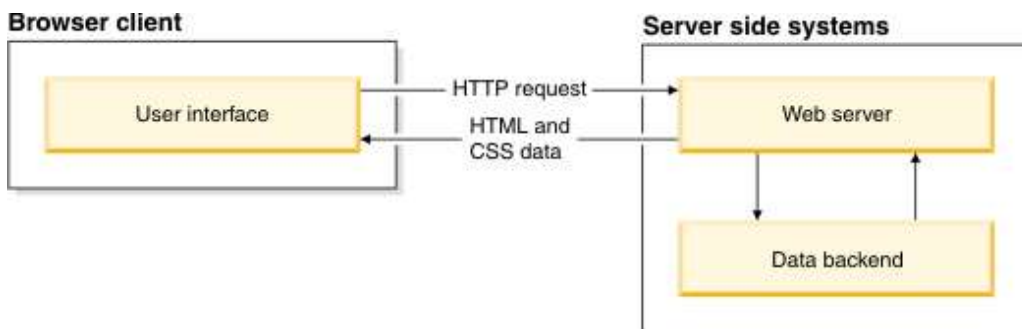 Browser client
Server side systems
User interface
HTTP request
Web server
HTML and
CSS data
Data backend